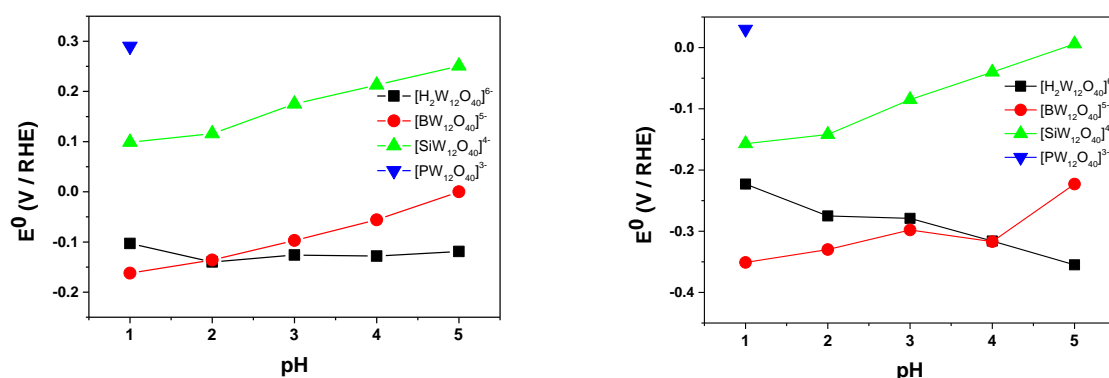 0.3
0.2
0.1
0.0
-0.1
-0.2
E⁰ (V / RHE)
[H₂W₁₂O₄₀]⁶⁻
[BW₁₂O₄₀]⁵⁻
[SiW₁₂O₄₀]⁴⁻
[PW₁₂O₄₀]³⁻
1 2 3 4 5
pH
0.0
-0.1
-0.2
-0.3
-0.4
E⁰ (V / RHE)
[H₂W₁₂O₄₀]
[BW₁₂O₄₀]⁵⁻
[SiW₁₂O₄₀]⁴
[PW₁₂O₄₀]³⁻
1 2 3 4 5
pH